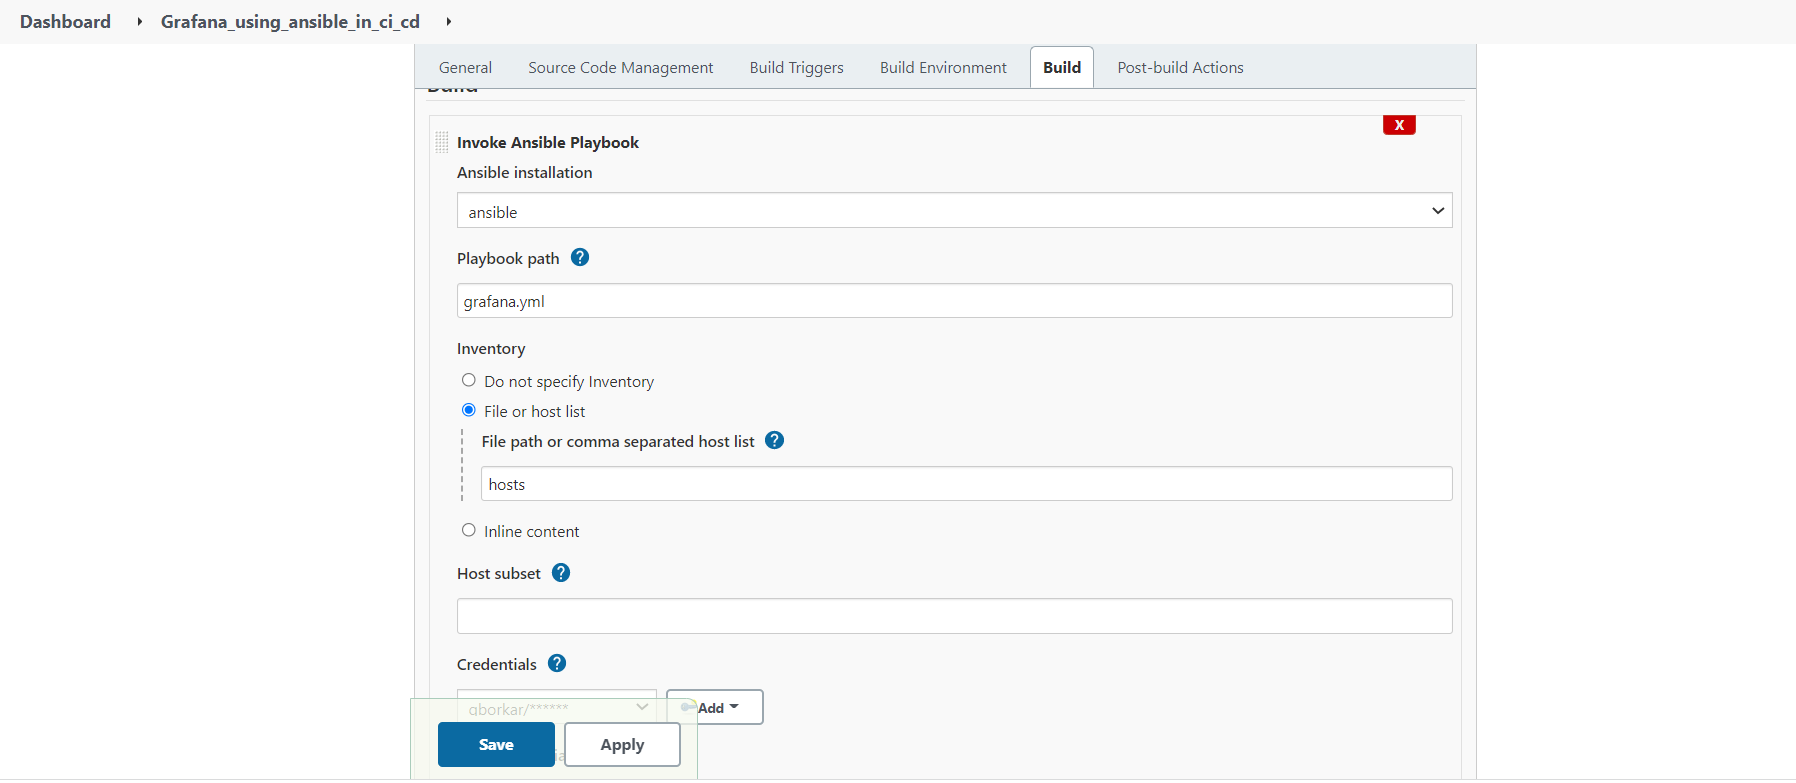 Dashboard Grafana_using_ansible_in_ci_cd
General Source Code Management Build Triggers Build Environment Build Post-build Actions
Build
X
Invoke Ansible Playbook
Ansible installation
ansible
Playbook path ?
grafana.yml
Inventory
Do not specify Inventory
File or host list
File path or comma separated host list ?
hosts
Inline content
Host subset ?
Credentials ?
gborkar/****** Add
Save Apply